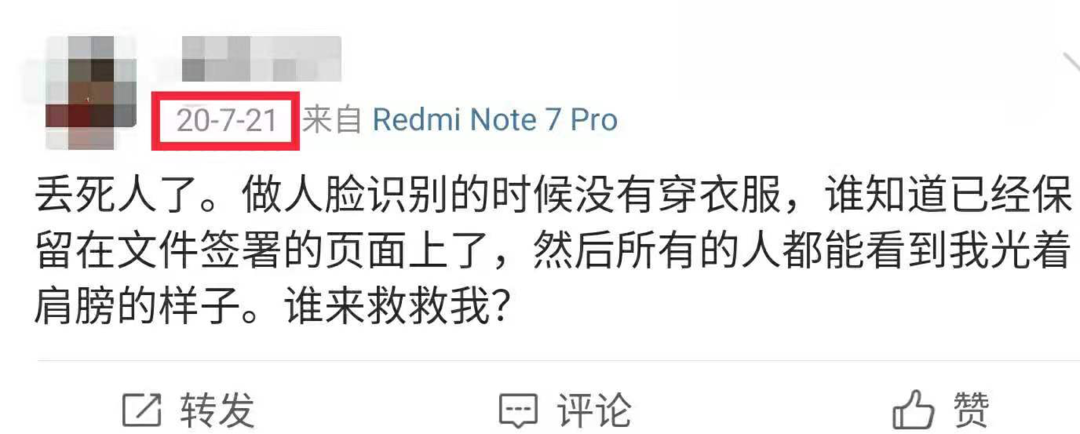 20-7-21 来自 Redmi Note 7 Pro
丢死人了。做人脸识别的时候没有穿衣服，谁知道已经保
留在文件签署的页面上了，然后所有的人都能看到我光着
肩膀的样子。谁来救救我？
转发 评论 赞